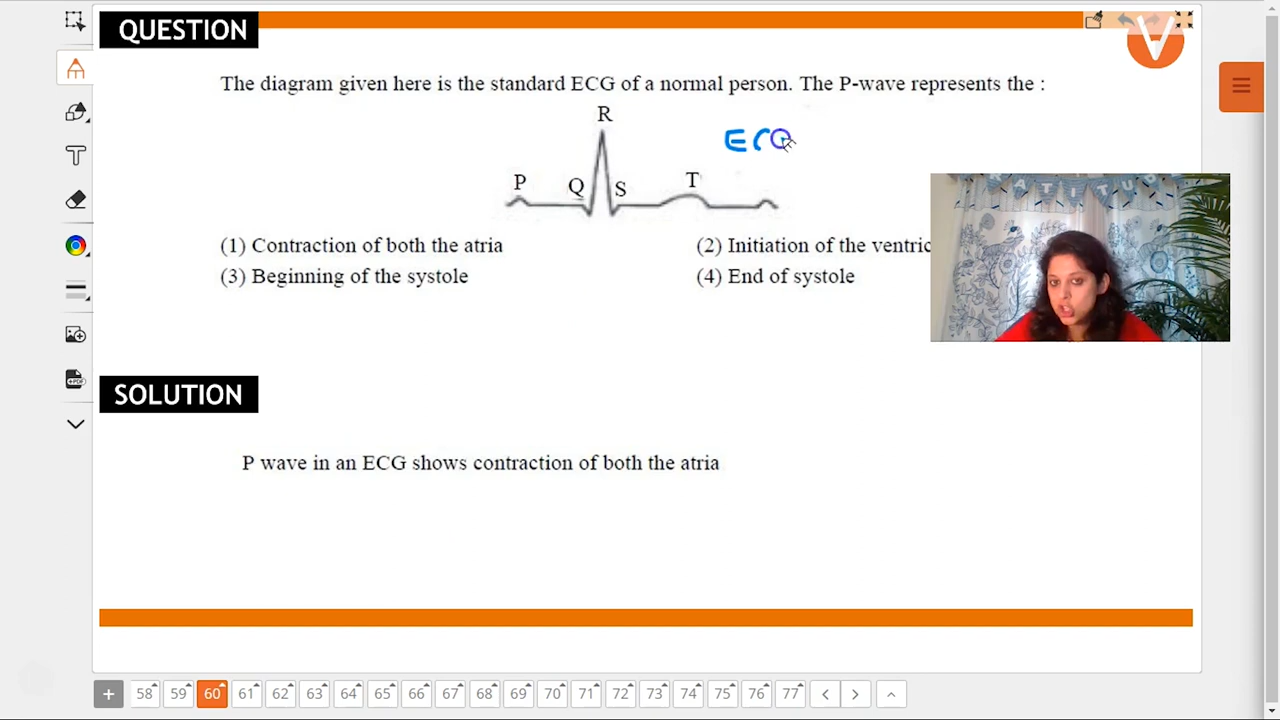 QUESTION
The diagram given here is the standard ECG of a normal person. The P-wave represents the :
R
P Q S T
(1) Contraction of both the atria
(2) Initiation of the
(3) Beginning of the systole
(4) End of systole
SOLUTION
P wave in an ECG shows contraction of both the atria
58 59 60 61 62 63 64 65 66 67 68 69 70 71 72 73 74 75 76 77